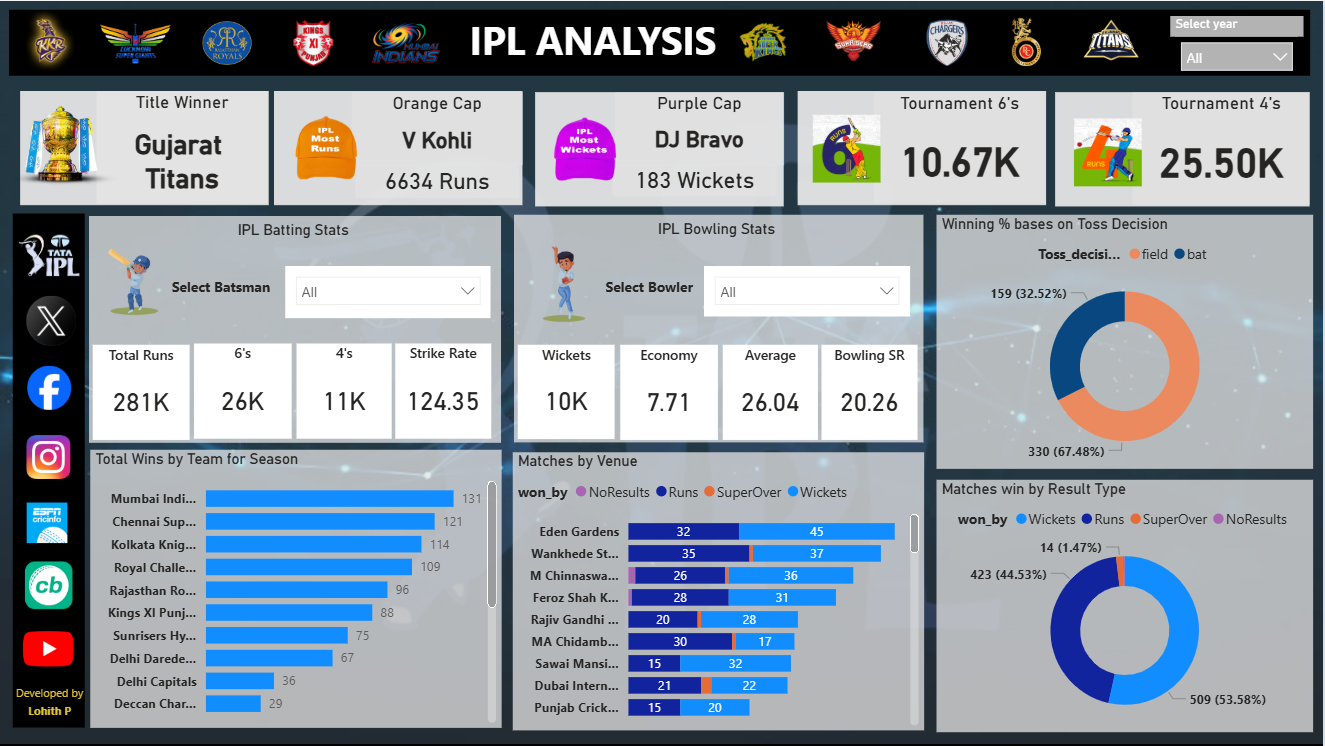 KKR
LUCKNOW
SUPER GIANTS
RR
RAJASTHAN
ROYALS
KINGS
XI
PUNJAB
MUMBAI
INDIANS
IPL ANALYSIS
SUNRISERS
CHARGERS
TITANS
Select year
All
Title Winner
Gujarat
Titans
IPL
Most
Runs
Orange Cap
V Kohli
6634 Runs
IPL
Most
Wickets
Purple Cap
DJ Bravo
183 Wickets
RUNS
6
Tournament 6's
10.67K
4
RUNS
Tournament 4's
25.50K
TATA
IPL
X
f
ESPN
cricinfo
cb
Developed by
Lohith P
IPL Batting Stats
Select Batsman
All
Total Runs
281K
6's
26K
4's
11K
Strike Rate
124.35
IPL Bowling Stats
Select Bowler
All
Wickets
10K
Economy
7.71
Average
26.04
Bowling SR
20.26
Winning % bases on Toss Decision
Toss_decisi... field bat
159 (32.52%)
330 (67.48%)
Total Wins by Team for Season
Mumbai Indi... 131
Chennai Sup... 121
Kolkata Knig... 114
Royal Challe... 109
Rajasthan Ro... 96
Kings XI Punj... 88
Sunrisers Hy... 75
Delhi Darede... 67
Delhi Capitals 36
Deccan Char... 29
Matches by Venue
won_by NoResults Runs SuperOver Wickets
Eden Gardens 32 45
Wankhede St... 35 37
M Chinnaswa... 26 36
Feroz Shah K... 28 31
Rajiv Gandhi ... 20 28
MA Chidamb... 30 17
Sawai Mansi... 15 32
Dubai Intern... 21 22
Punjab Crick... 15 20
Matches win by Result Type
won_by Wickets Runs SuperOver NoResults
14 (1.47%)
423 (44.53%)
509 (53.58%)